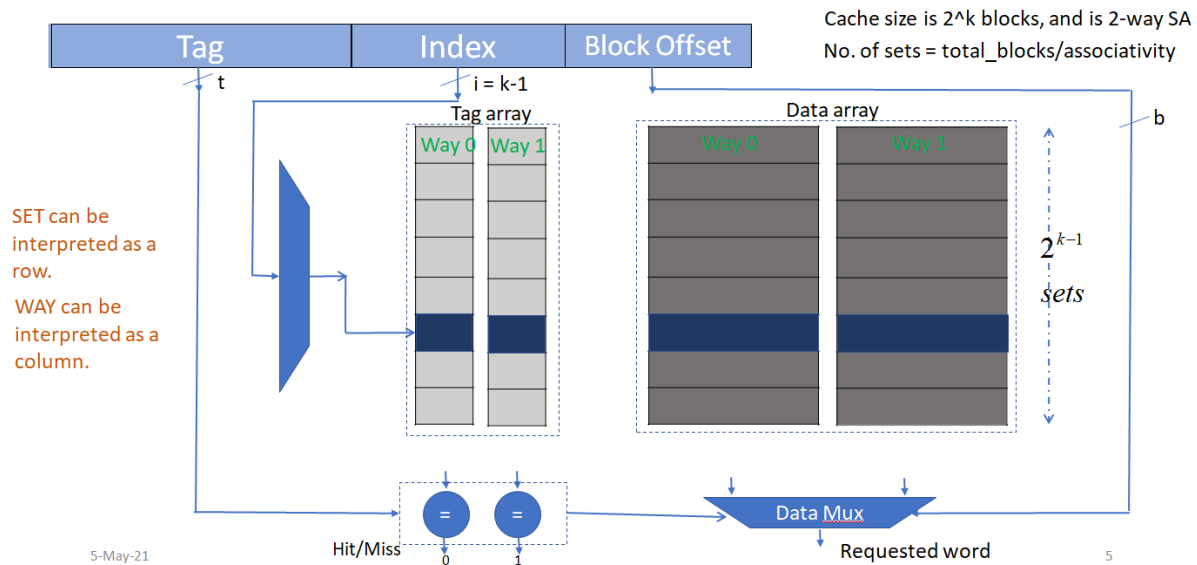 Cache size is 2^k blocks, and is 2-way SA
No. of sets = total_blocks/associativity
Tag
Index
Block Offset
t
i = k-1
b
Tag array
Data array
Way 0
Way 1
Way 0
Way 1
SET can be
interpreted as a
row.
WAY can be
interpreted as a
column.
2^{k-1}
sets
=
=
Data Mux
Hit/Miss
0
1
Requested word
5-May-21
5